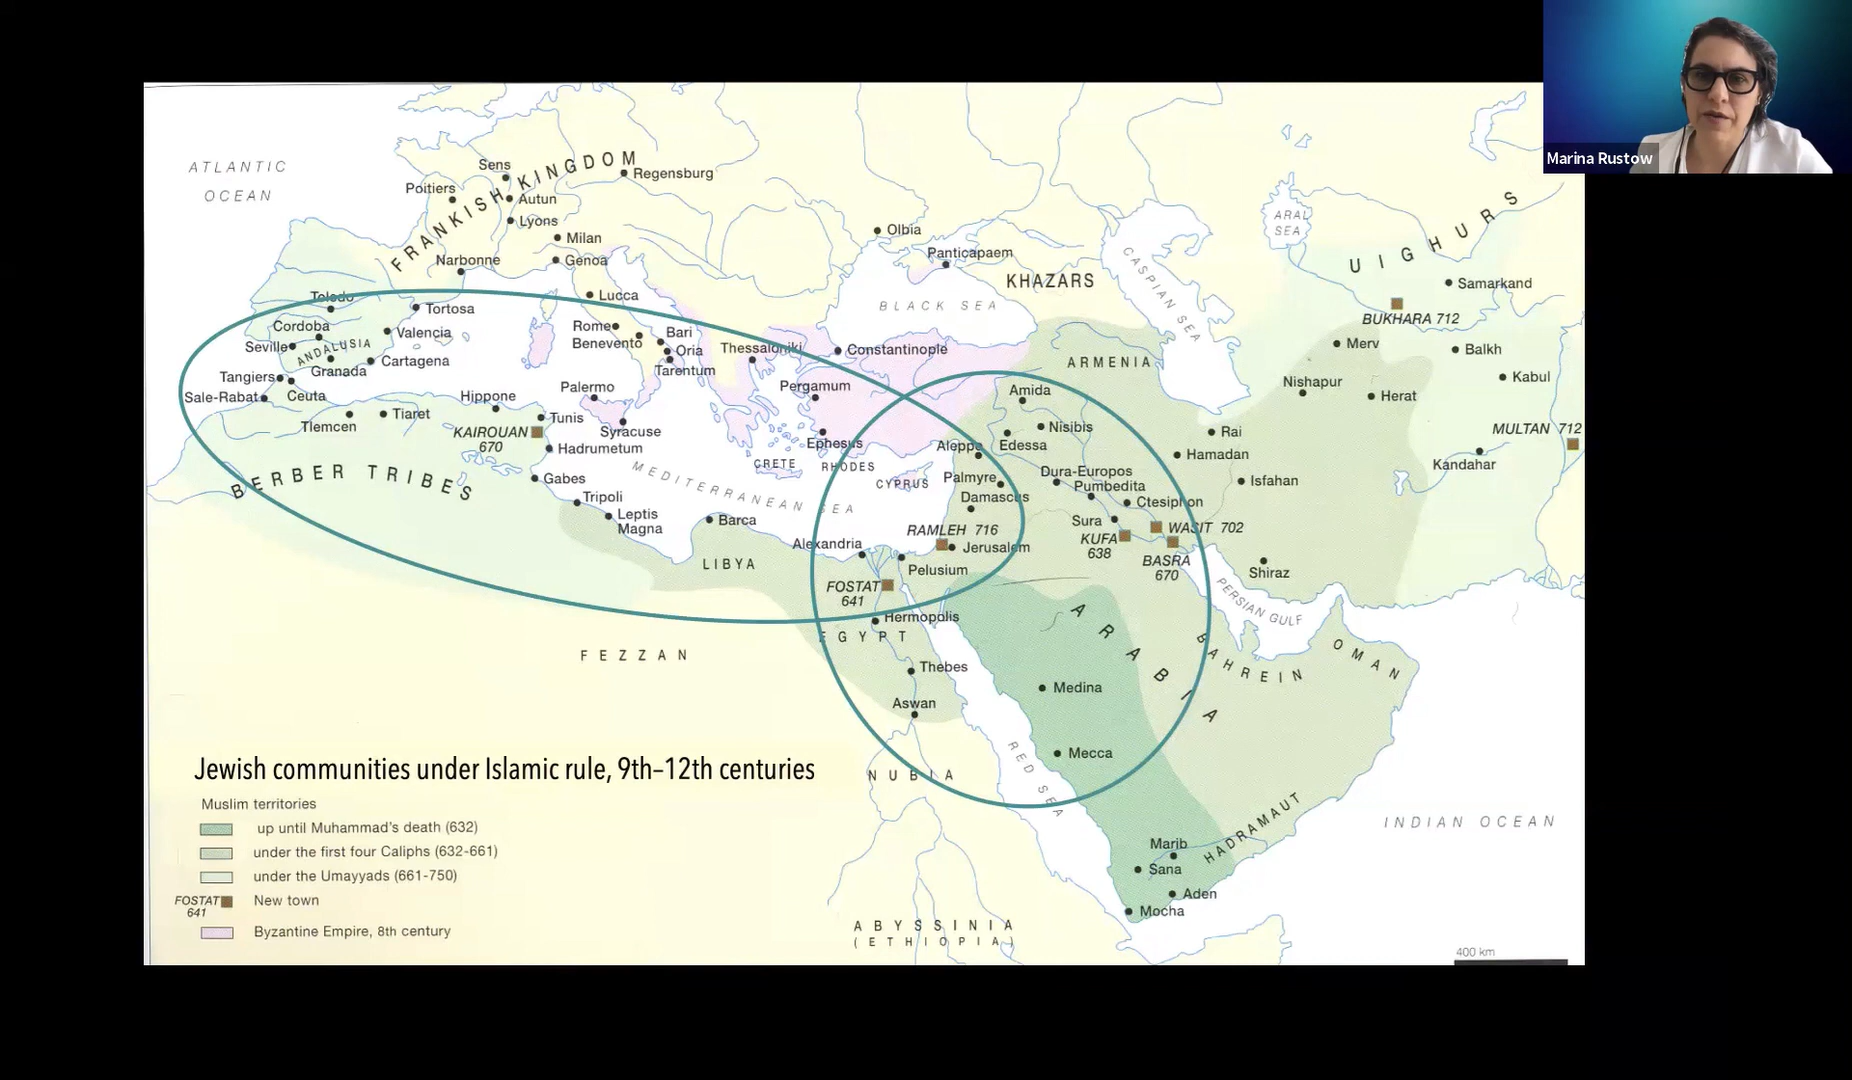 Marina Rustow
ATLANTIC
OCEAN
FRANKISH KINGDOM
Sens
Regensburg
Poitiers
Autun
Lyons
Milan
Narbonne
Genoa
Olbia
Panticapaem
KHAZARS
CASPIAN SEA
ARAL
SEA
UIGHURS
Samarkand
BUKHARA 712
Toledo
Tortosa
Lucca
BLACK SEA
Cordoba
Valencia
Rome
Bari
Seville
ANDALUSIA
Benevento
Oria
Thessaloniki
Constantinople
ARMENIA
Merv
Balkh
Granada
Cartagena
Tarentum
Tangiers
Ceuta
Sale-Rabat
Hippone
Palermo
Pergamum
Amida
Nishapur
Herat
Kabul
Tlemcen
Tiaret
Tunis
Syracuse
Nisibis
Rai
MULTAN 712
KAIROUAN
670
Hadrumetum
Ephesus
Aleppo
Edessa
Hamadan
Kandahar
BERBER TRIBES
MEDITERRANEAN SEA
CRETE
RHODES
CYPRUS
Palmyre
Dura-Europos
Pumbedita
Isfahan
Gabes
Damascus
Ctesiphon
Tripoli
Leptis
Magna
Barca
RAMLEH 716
Sura
WASIT 702
KUFA
638
Alexandria
Jerusalem
LIBYA
Pelusium
BASRA
670
Shiraz
FOSTAT
641
PERSIAN GULF
Hermopolis
EGYPT
ARABIA
BAHREIN
OMAN
FEZZAN
Thebes
Medina
Aswan
Mecca
RED SEA
NUBIA
Jewish communities under Islamic rule, 9th–12th centuries
Muslim territories
up until Muhammad's death (632)
under the first four Caliphs (632-661)
under the Umayyads (661-750)
FOSTAT
641
New town
Byzantine Empire, 8th century
HADRAMAUT
INDIAN OCEAN
Marib
Sana
Aden
Mocha
ABYSSINIA
(ETHIOPIA)
400 km